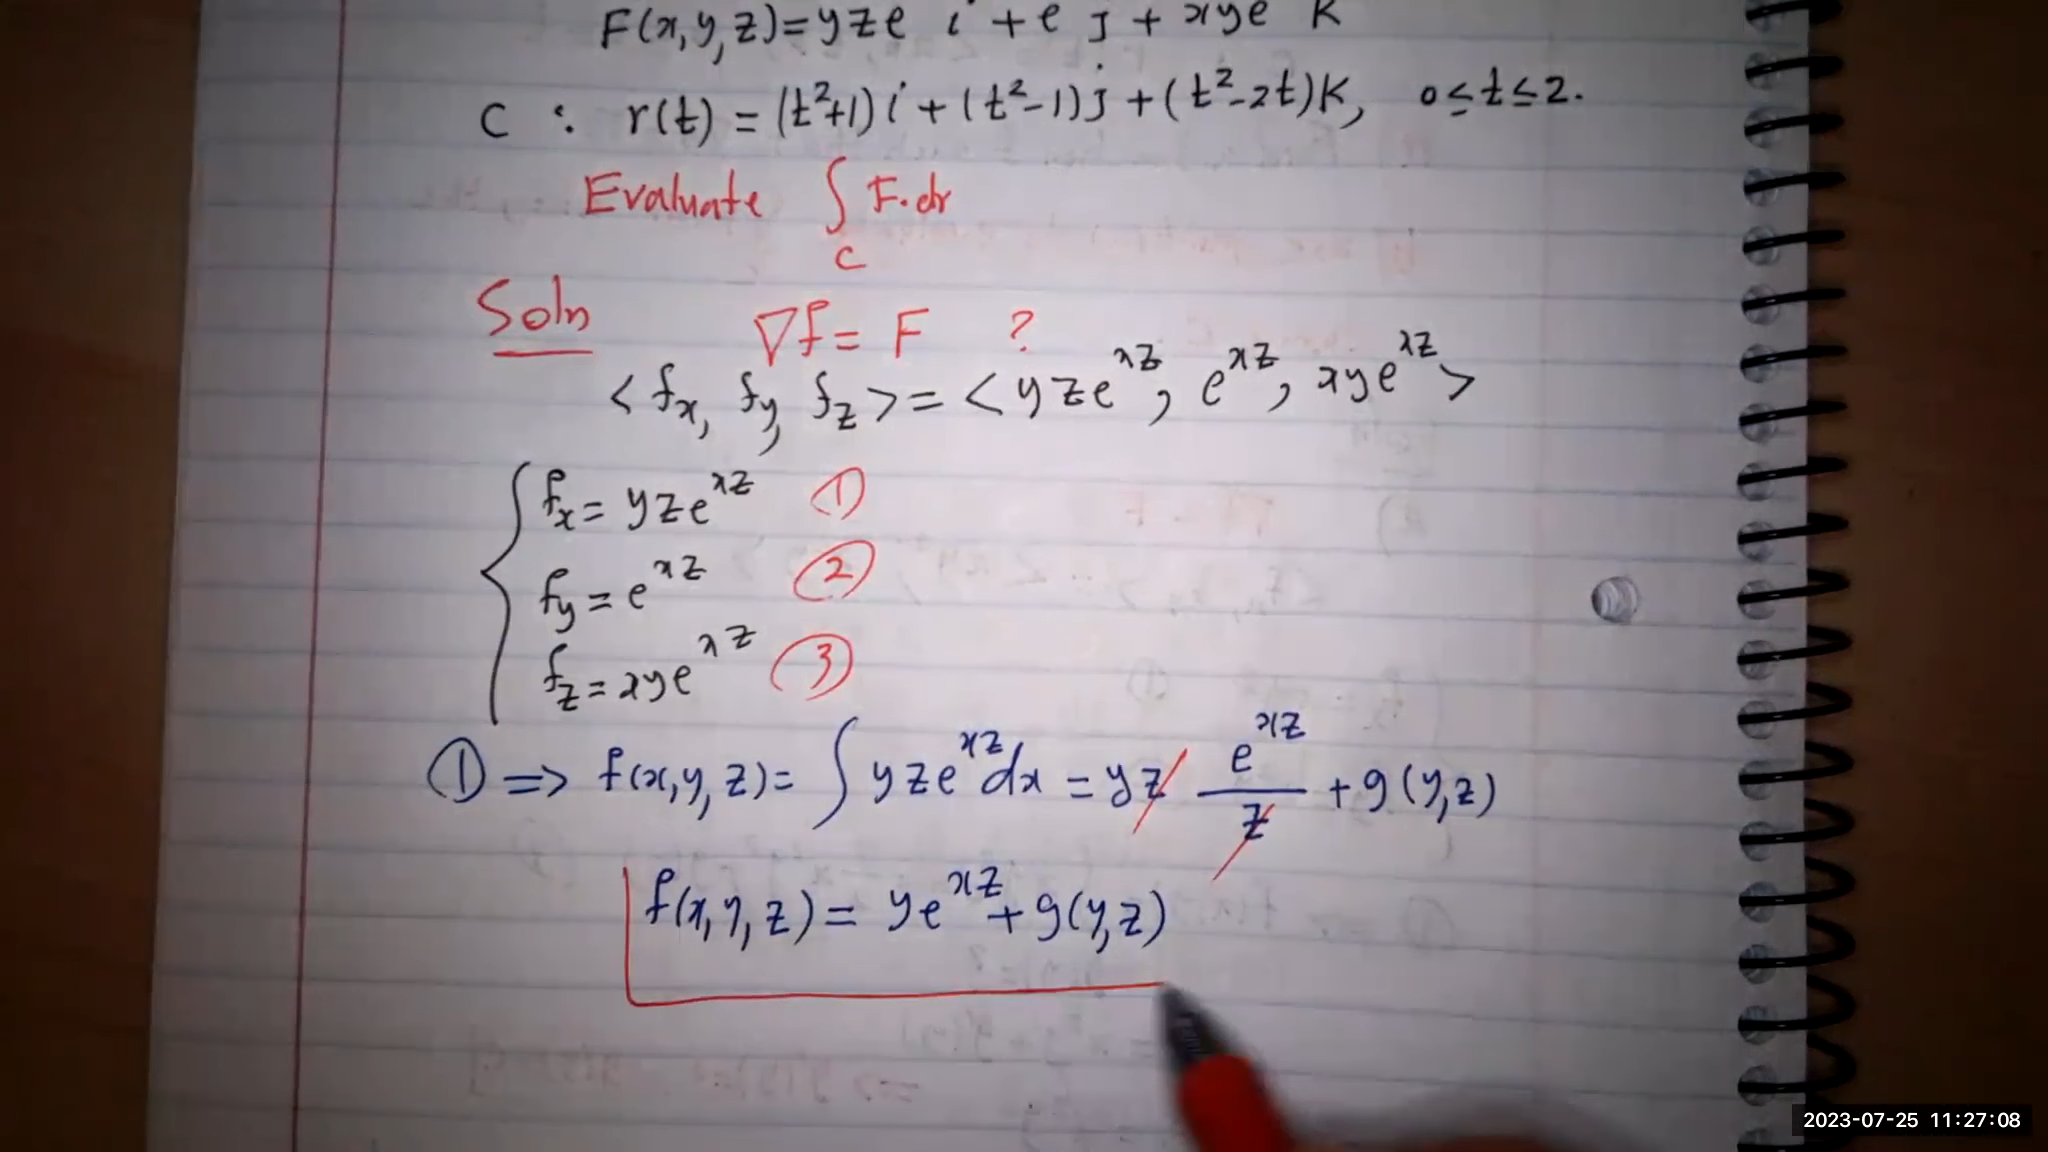 F(x,y,z)=yze i + e j + xye K
C : r(t) = (t²+1)i + (t²-1)j + (t²-2t)K, 0≤t≤2.
Evaluate ∫_C F.dr
Soln ∇f = F ?
<fx, fy, fz> = <yze^xz, e^xz, xye^xz>
fx = yze^xz ①
fy = e^xz ②
fz = xye^xz ③
① => f(x,y,z) = ∫ yze^xz dx = yz e^xz/z + g(y,z)
f(x,y,z) = ye^xz + g(y,z)
2023-07-25 11:27:08